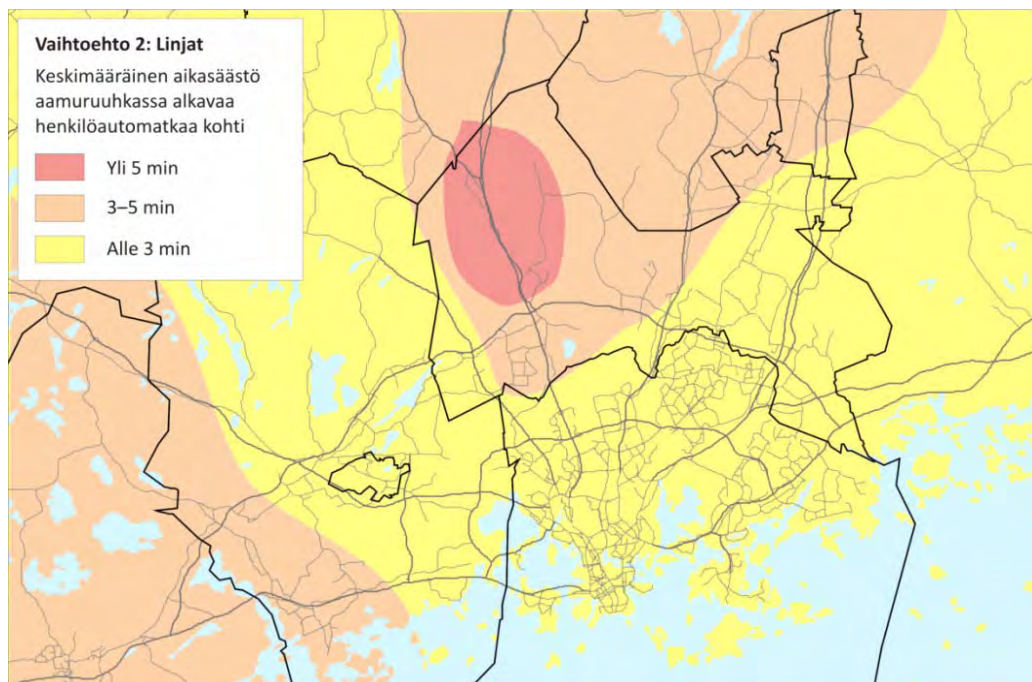 Vaihtoehto 2: Linjat
Keskimääräinen aikasäästö
aamuruuhkassa alkavaa
henkilöautomatkaa kohti
Yli 5 min
3–5 min
Alle 3 min